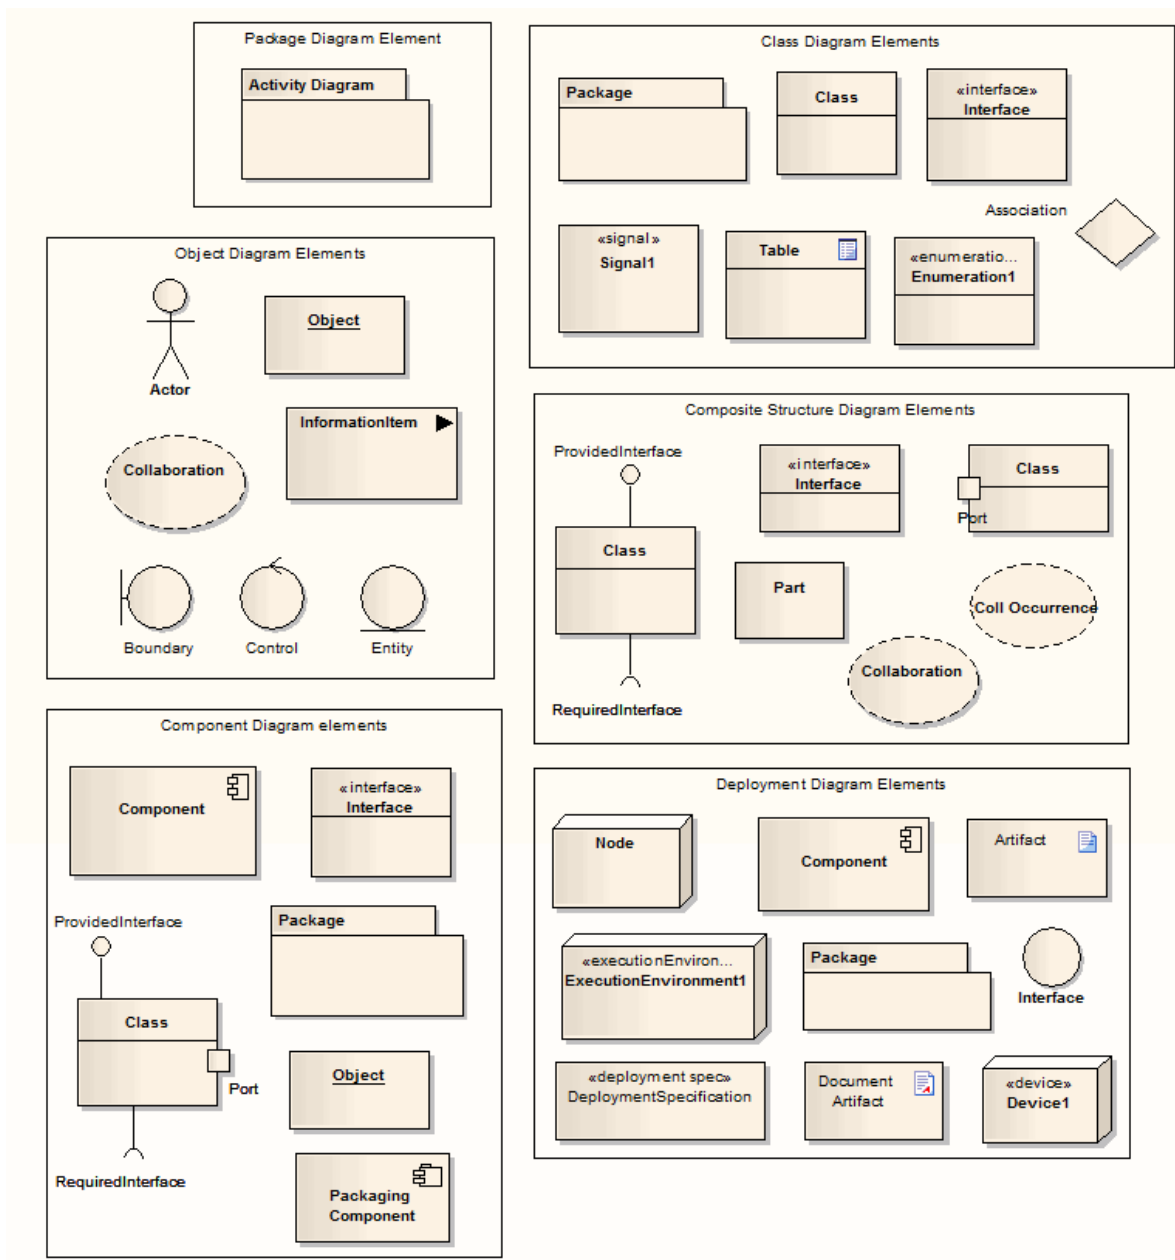 Package Diagram Element
Activity Diagram
Class Diagram Elements
Package
Class
«interface»
Interface
Association
«signal»
Signal1
Table
«enumeratio...
Enumeration1
Object Diagram Elements
Actor
Object
InformationItem
Collaboration
Boundary
Control
Entity
Composite Structure Diagram Elements
ProvidedInterface
Class
RequiredInterface
«interface»
Interface
Class
Port
Part
Coll Occurrence
Collaboration
Component Diagram elements
Component
«interface»
Interface
ProvidedInterface
Package
Class
Port
Object
RequiredInterface
Packaging
Component
Deployment Diagram Elements
Node
Component
Artifact
«executionEnviron...
ExecutionEnvironment1
Package
Interface
«deployment spec»
DeploymentSpecification
Document
Artifact
«device»
Device1